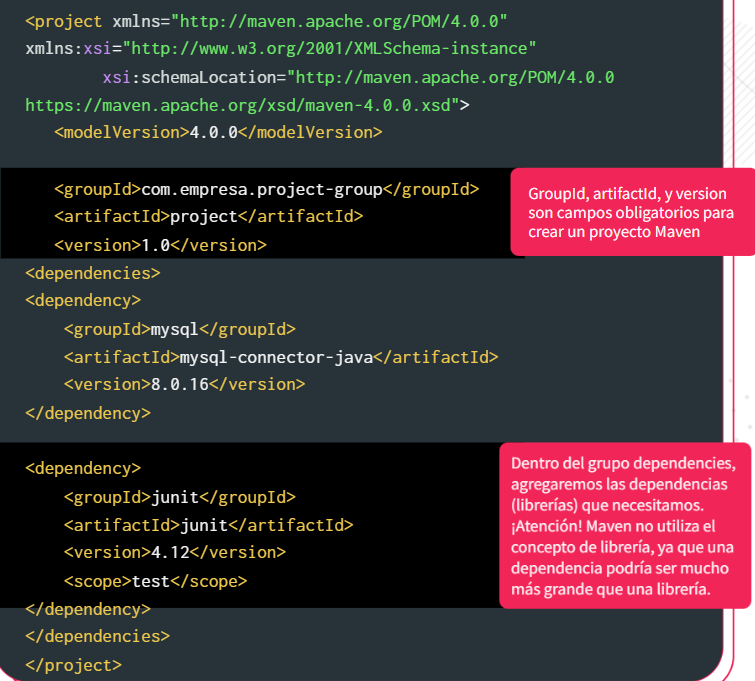 <project xmlns="http://maven.apache.org/POM/4.0.0"
xmlns:xsi="http://www.w3.org/2001/XMLSchema-instance"
xsi:schemaLocation="http://maven.apache.org/POM/4.0.0
https://maven.apache.org/xsd/maven-4.0.0.xsd">
<modelVersion>4.0.0</modelVersion>
<groupId>com.empresa.project-group</groupId>
<artifactId>project</artifactId>
<version>1.0</version>
GroupId, artifactId, y version
son campos obligatorios para
crear un proyecto Maven
<dependencies>
<dependency>
<groupId>mysql</groupId>
<artifactId>mysql-connector-java</artifactId>
<version>8.0.16</version>
</dependency>
<dependency>
<groupId>junit</groupId>
<artifactId>junit</artifactId>
<version>4.12</version>
<scope>test</scope>
</dependency>
</dependencies>
</project>
Dentro del grupo dependencies,
agregaremos las dependencias
(librerías) que necesitamos.
¡Atención! Maven no utiliza el
concepto de librería, ya que una
dependencia podría ser mucho
más grande que una librería.